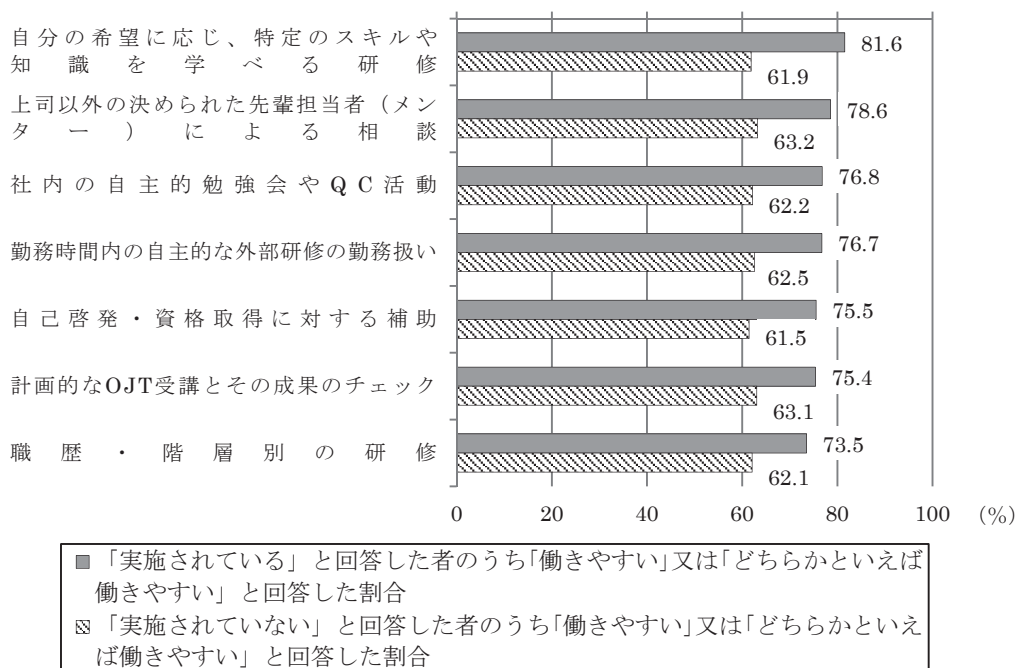 自分の希望に応じ、特定のスキルや
知識を学べる研修
81.6
61.9
上司以外の決められた先輩担当者（メン
ター）による相談
78.6
63.2
社内の自主的勉強会やQC活動
76.8
62.2
勤務時間内の自主的な外部研修の勤務扱い
76.7
62.5
自己啓発・資格取得に対する補助
75.5
61.5
計画的なOJT受講とその成果のチェック
75.4
63.1
職歴・階層別の研修
73.5
62.1
0 20 40 60 80 100 (%)
「実施されている」と回答した者のうち「働きやすい」又は「どちらかといえば
働きやすい」と回答した割合
「実施されていない」と回答した者のうち「働きやすい」又は「どちらかといえ
ば働きやすい」と回答した割合